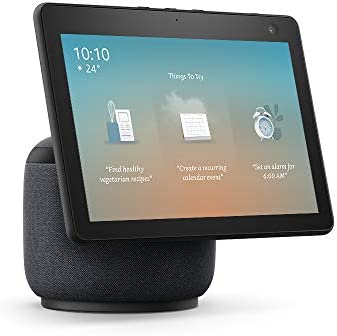 10:10
24°
Things To Try
"Find healthy
vegetarian recipes"
"Create a recurring
calendar event"
"Set an alarm for
6:00 AM"